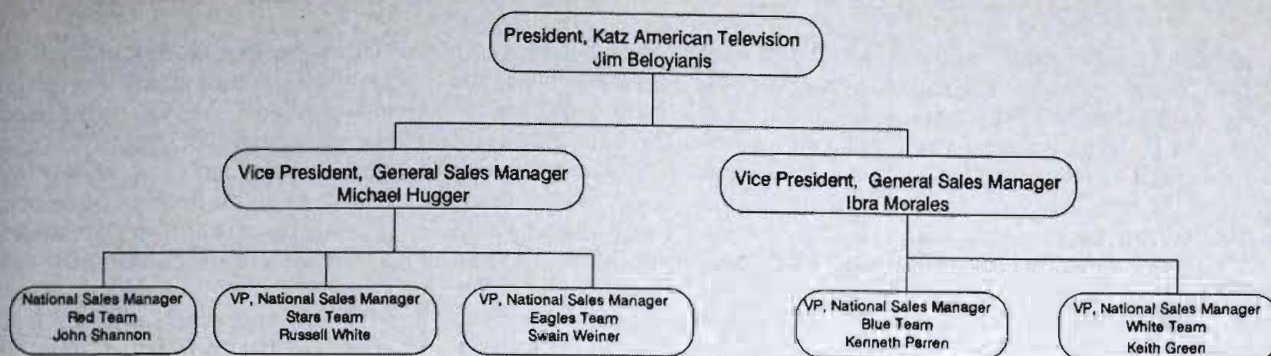 President, Katz American Television
Jim Beloyianis
Vice President, General Sales Manager
Michael Hugger
Vice President, General Sales Manager
Ibra Morales
National Sales Manager
Red Team
John Shannon
VP, National Sales Manager
Stars Team
Russell White
VP, National Sales Manager
Eagles Team
Swain Weiner
VP, National Sales Manager
Blue Team
Kenneth Perren
VP, National Sales Manager
White Team
Keith Green